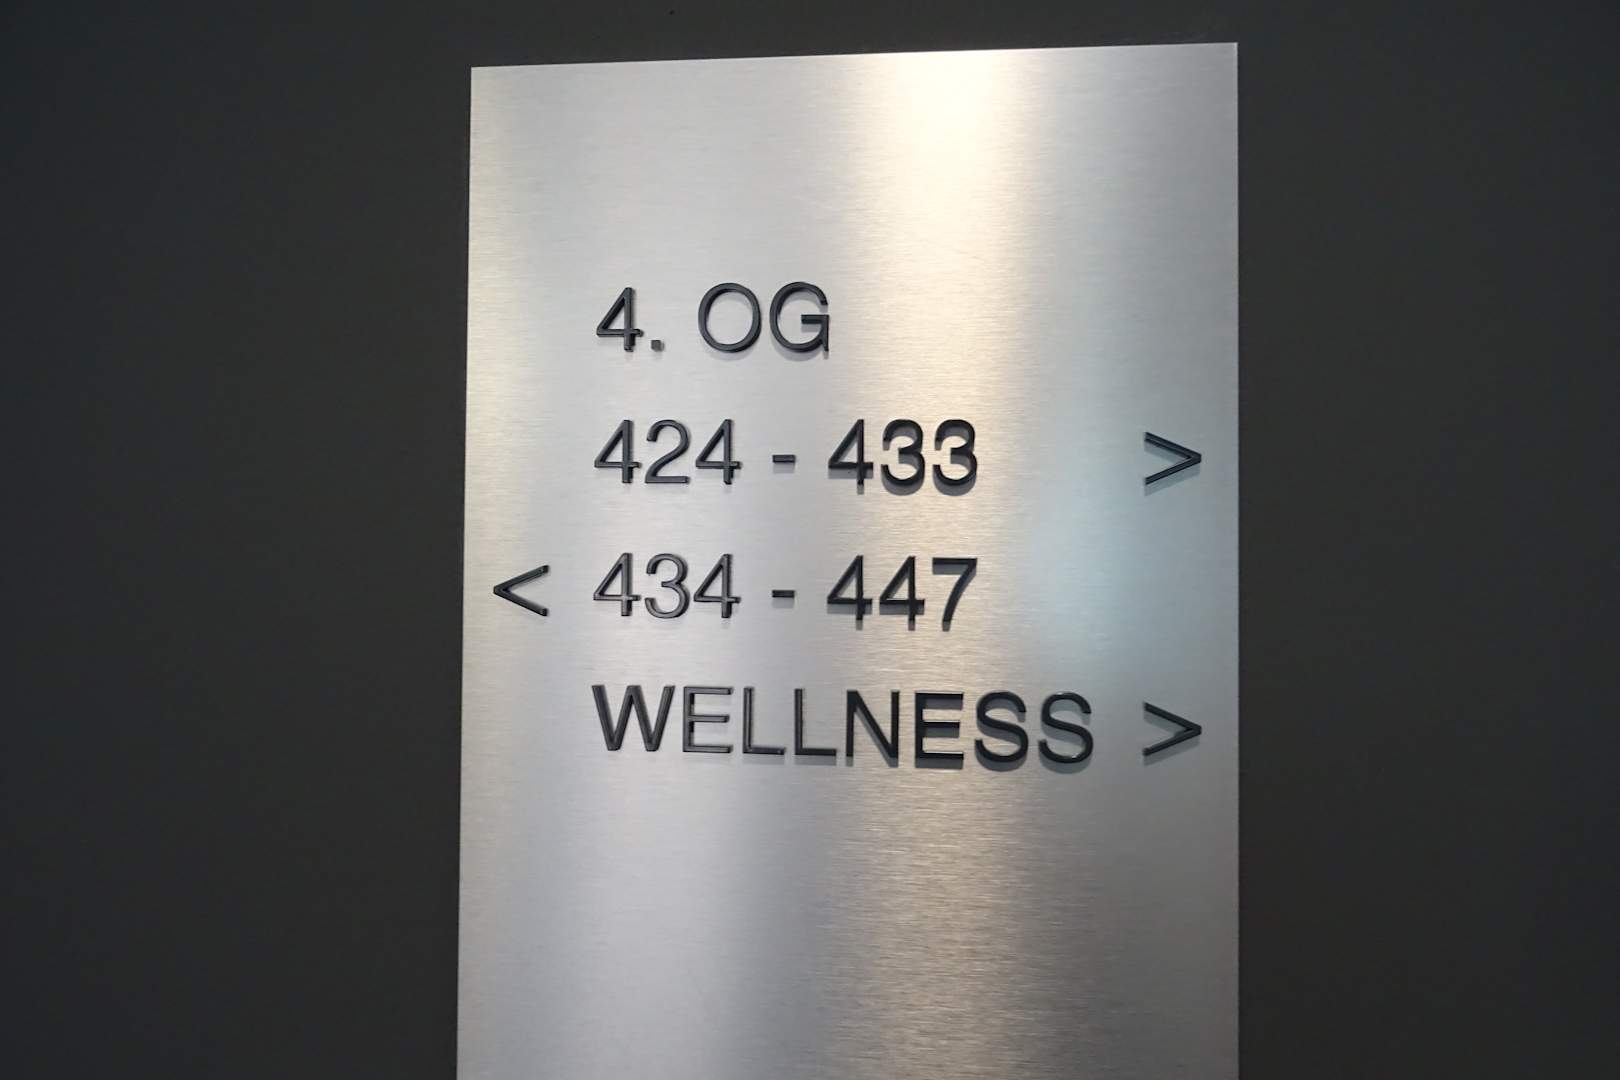 4. OG
424 - 433 >
< 434 - 447
WELLNESS >